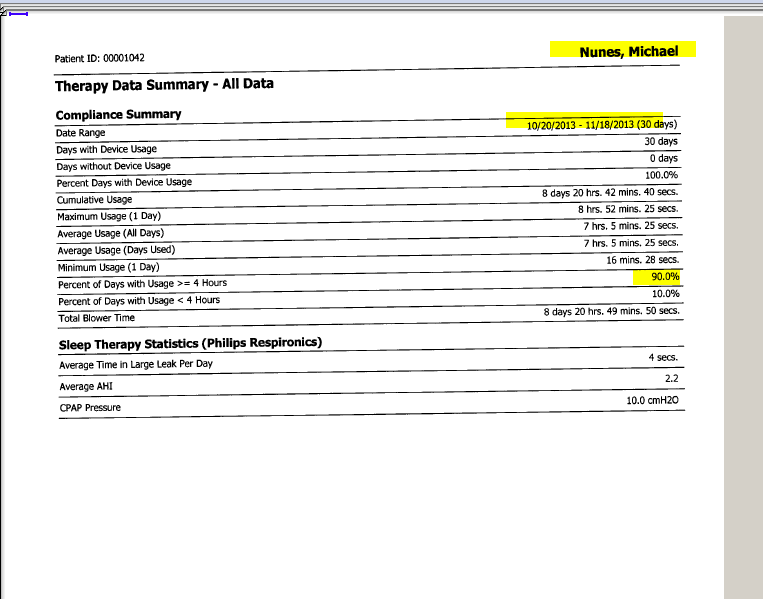 Nunes, Michael
Patient ID: 00001042
Therapy Data Summary - All Data
Compliance Summary
Date Range 10/20/2013 - 11/18/2013 (30 days)
Days with Device Usage 30 days
Days without Device Usage 0 days
Percent Days with Device Usage 100.0%
Cumulative Usage 8 days 20 hrs. 42 mins. 40 secs.
Maximum Usage (1 Day) 8 hrs. 52 mins. 25 secs.
Average Usage (All Days) 7 hrs. 5 mins. 25 secs.
Average Usage (Days Used) 7 hrs. 5 mins. 25 secs.
Minimum Usage (1 Day) 16 mins. 28 secs.
Percent of Days with Usage >= 4 Hours 90.0%
Percent of Days with Usage < 4 Hours 10.0%
Total Blower Time 8 days 20 hrs. 49 mins. 50 secs.
Sleep Therapy Statistics (Philips Respironics)
Average Time in Large Leak Per Day 4 secs.
Average AHI 2.2
CPAP Pressure 10.0 cmH2O